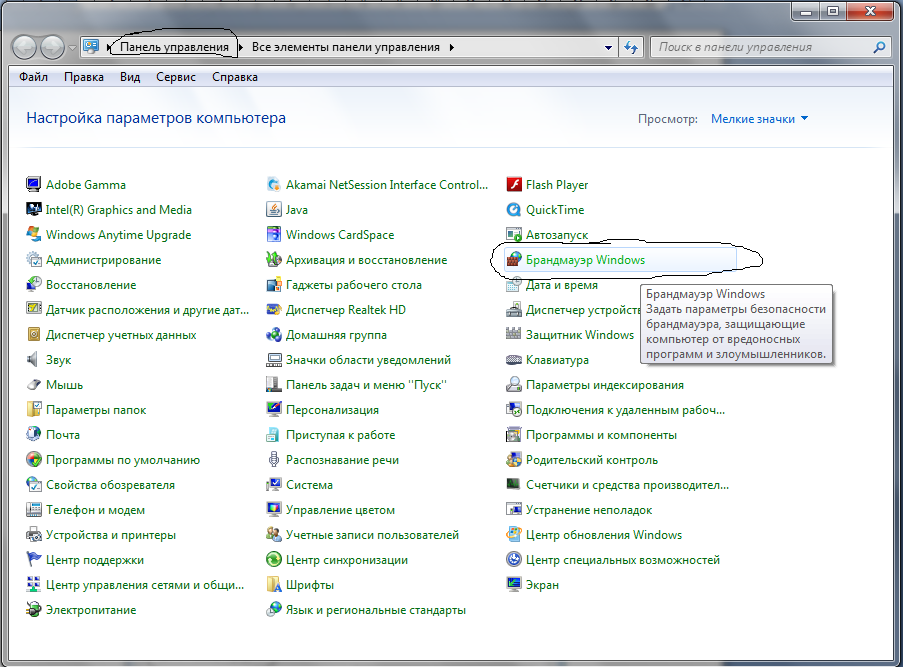 Панель управления Все элементы панели управления Поиск в панели управления
Файл Правка Вид Сервис Справка
Настройка параметров компьютера
Просмотр: Мелкие значки
Adobe Gamma
Akamai NetSession Interface Control...
Flash Player
Intel(R) Graphics and Media
Java
QuickTime
Windows Anytime Upgrade
Windows CardSpace
Автозапуск
Администрирование
Архивация и восстановление
Брандмауэр Windows
Восстановление
Гаджеты рабочего стола
Дата и время
Датчик расположения и другие дат...
Диспетчер Realtek HD
Диспетчер устройств
Диспетчер учетных данных
Домашняя группа
Защитник Windows
Звук
Значки области уведомлений
Клавиатура
Мышь
Панель задач и меню "Пуск"
Параметры индексирования
Параметры папок
Персонализация
Подключения к удаленным рабоч...
Почта
Приступая к работе
Программы и компоненты
Программы по умолчанию
Распознавание речи
Родительский контроль
Свойства обозревателя
Система
Счетчики и средства производител...
Телефон и модем
Управление цветом
Устранение неполадок
Устройства и принтеры
Учетные записи пользователей
Центр обновления Windows
Центр поддержки
Центр синхронизации
Центр специальных возможностей
Центр управления сетями и общи...
Шрифты
Экран
Электропитание
Язык и региональные стандарты
Брандмауэр Windows
Задать параметры безопасности
брандмауэра, защищающие
компьютер от вредоносных
программ и злоумышленников.